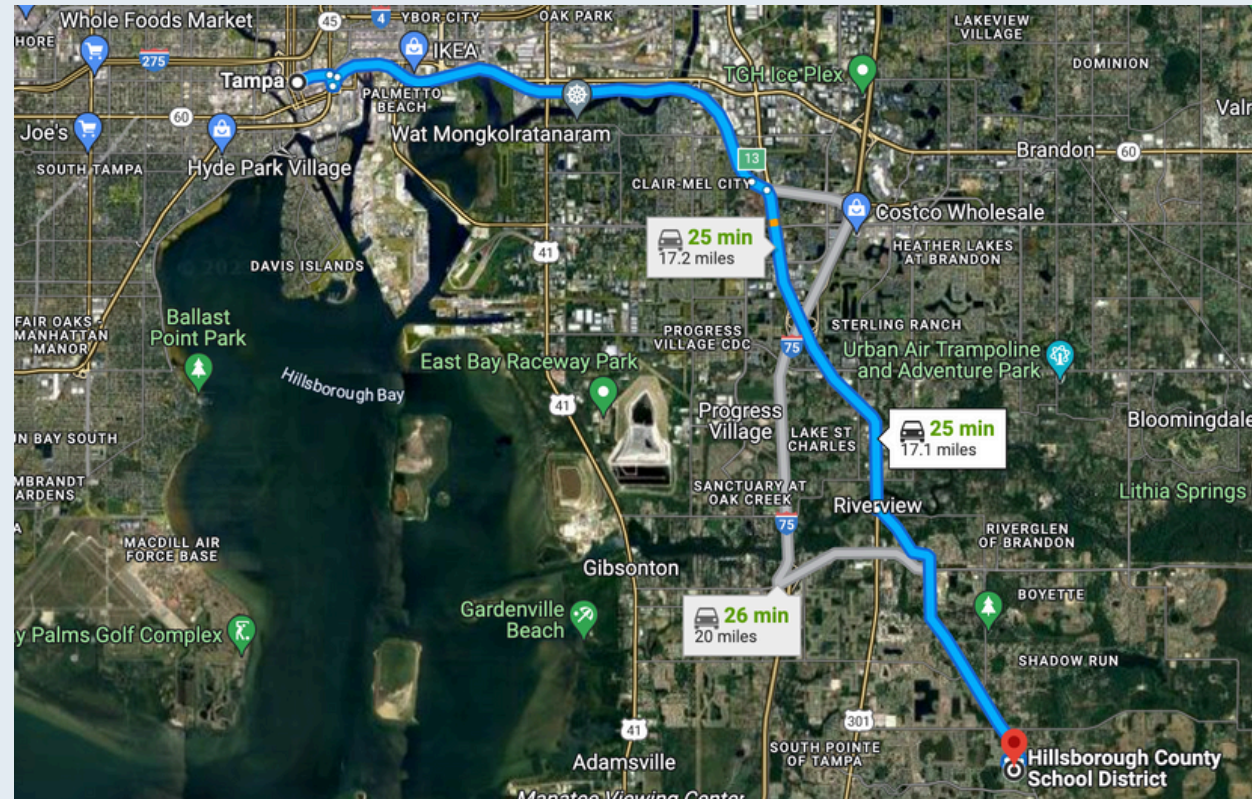 Whole Foods Market
45
4
YBOR CITY
OAK PARK
LAKEVIEW
VILLAGE
HORE
275
IKEA
DOMINION
Tampa
TGH Ice Plex
PALMETTO
BEACH
60
Joe's
Wat Mongkolratanaram
Brandon
60
SOUTH TAMPA
Hyde Park Village
13
CLAIR-MEL CITY
Costco Wholesale
25 min
17.2 miles
41
HEATHER LAKES
AT BRANDON
DAVIS ISLANDS
FAIR OAKS -
MANHATTAN
MANOR
Ballast
Point Park
PROGRESS
VILLAGE CDC
STERLING RANCH
75
East Bay Raceway Park
Urban Air Trampoline
and Adventure Park
Hillsborough Bay
41
Progress
Village
Bloomingdale
25 min
17.1 miles
LAKE ST
CHARLES
N BAY SOUTH
MBRANDT
ARDENS
SANCTUARY AT
OAK CREEK
Lithia Springs
Riverview
75
RIVERGLEN
OF BRANDON
MACDILL AIR
FORCE BASE
Gibsonton
BOYETTE
Gardenville
Beach
26 min
20 miles
y Palms Golf Complex
SHADOW RUN
41
301
SOUTH POINTE
OF TAMPA
Adamsville
Hillsborough County
School District
Manatee Viewing Center